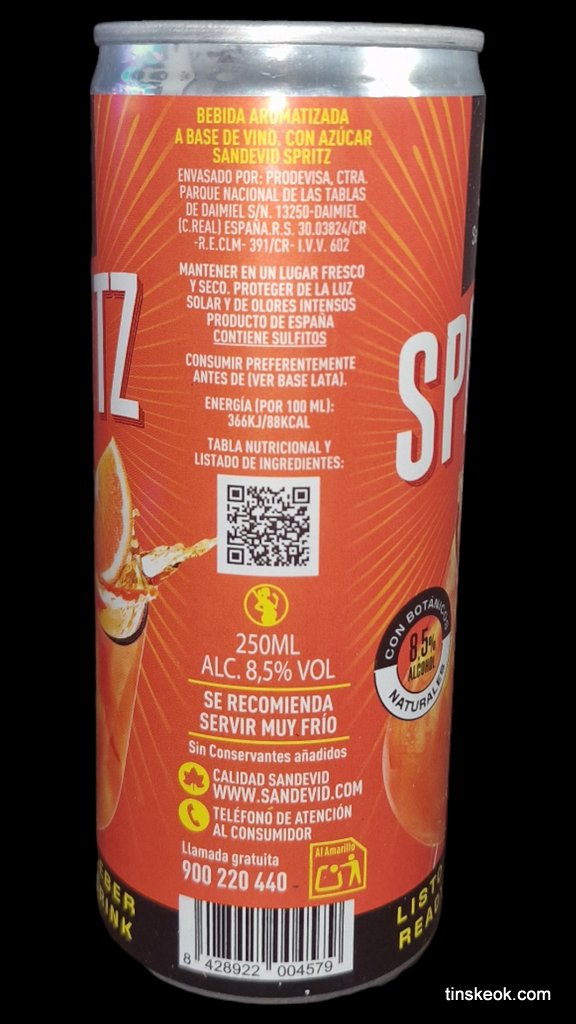 BEBIDA AROMATIZADA
A BASE DE VINO, CON AZÚCAR
SANDEVID SPRITZ
ENVASADO POR: PRODEVISA, CTRA.
PARQUE NACIONAL DE LAS TABLAS
DE DAIMIEL S/N. 13250-DAIMIEL
(C.REAL) ESPAÑA.R.S. 30.03824/CR
-R.E.CLM- 391/CR- I.V.V. 602
MANTENER EN UN LUGAR FRESCO
Y SECO. PROTEGER DE LA LUZ
SOLAR Y DE OLORES INTENSOS
PRODUCTO DE ESPAÑA
CONTIENE SULFITOS
CONSUMIR PREFERENTEMENTE
ANTES DE (VER BASE LATA).
ENERGÍA (POR 100 ML):
366KJ/88KCAL
TABLA NUTRICIONAL Y
LISTADO DE INGREDIENTES:
250ML
ALC. 8,5% VOL
SE RECOMIENDA
SERVIR MUY FRÍO
Sin Conservantes añadidos
CALIDAD SANDEVID
WWW.SANDEVID.COM
TELÉFONÓ DE ATENCIÓN
AL CONSUMIDOR
Llamada gratuita
900 220 440
Al Amarillo
8 428922 004579
TZ
SP
CON BOTÁNICOS
8,5%
ALCOHOL
NATURALES
EBER
RINK
LISTO
READ
tinskeok.com